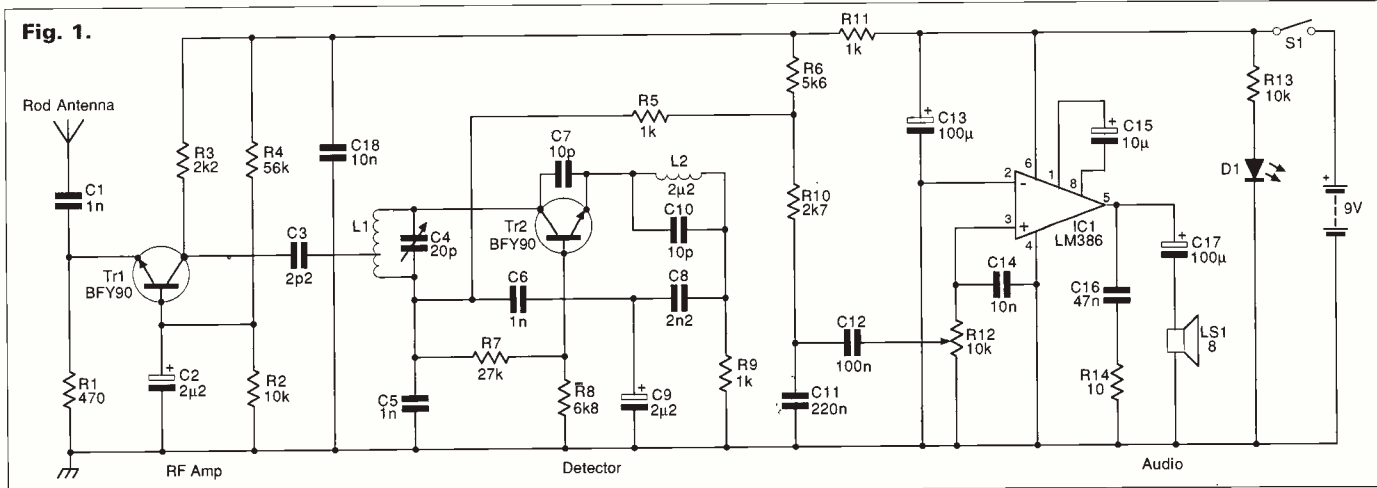 Fig. 1.
Rod Antenna
C1
1n
R1
470
Tr1
BFY90
C2
2µ2
R3
2k2
R4
56k
R2
10k
C18
10n
C3
2p2
L1
C4
20p
R5
1k
C7
10p
Tr2
BFY90
L2
2µ2
C10
10p
C6
1n
C8
2n2
R7
27k
C5
1n
R8
6k8
C9
2µ2
R9
1k
R6
5k6
R10
2k7
C11
220n
C12
100n
R11
1k
C13
100µ
R12
10k
C14
10n
2
-
3
+
6
1
8
5
4
IC1
LM386
C15
10µ
+
C16
47n
R14
10
C17
100µ
LS1
8
R13
10k
D1
S1
+
9V
RF Amp
Detector
Audio